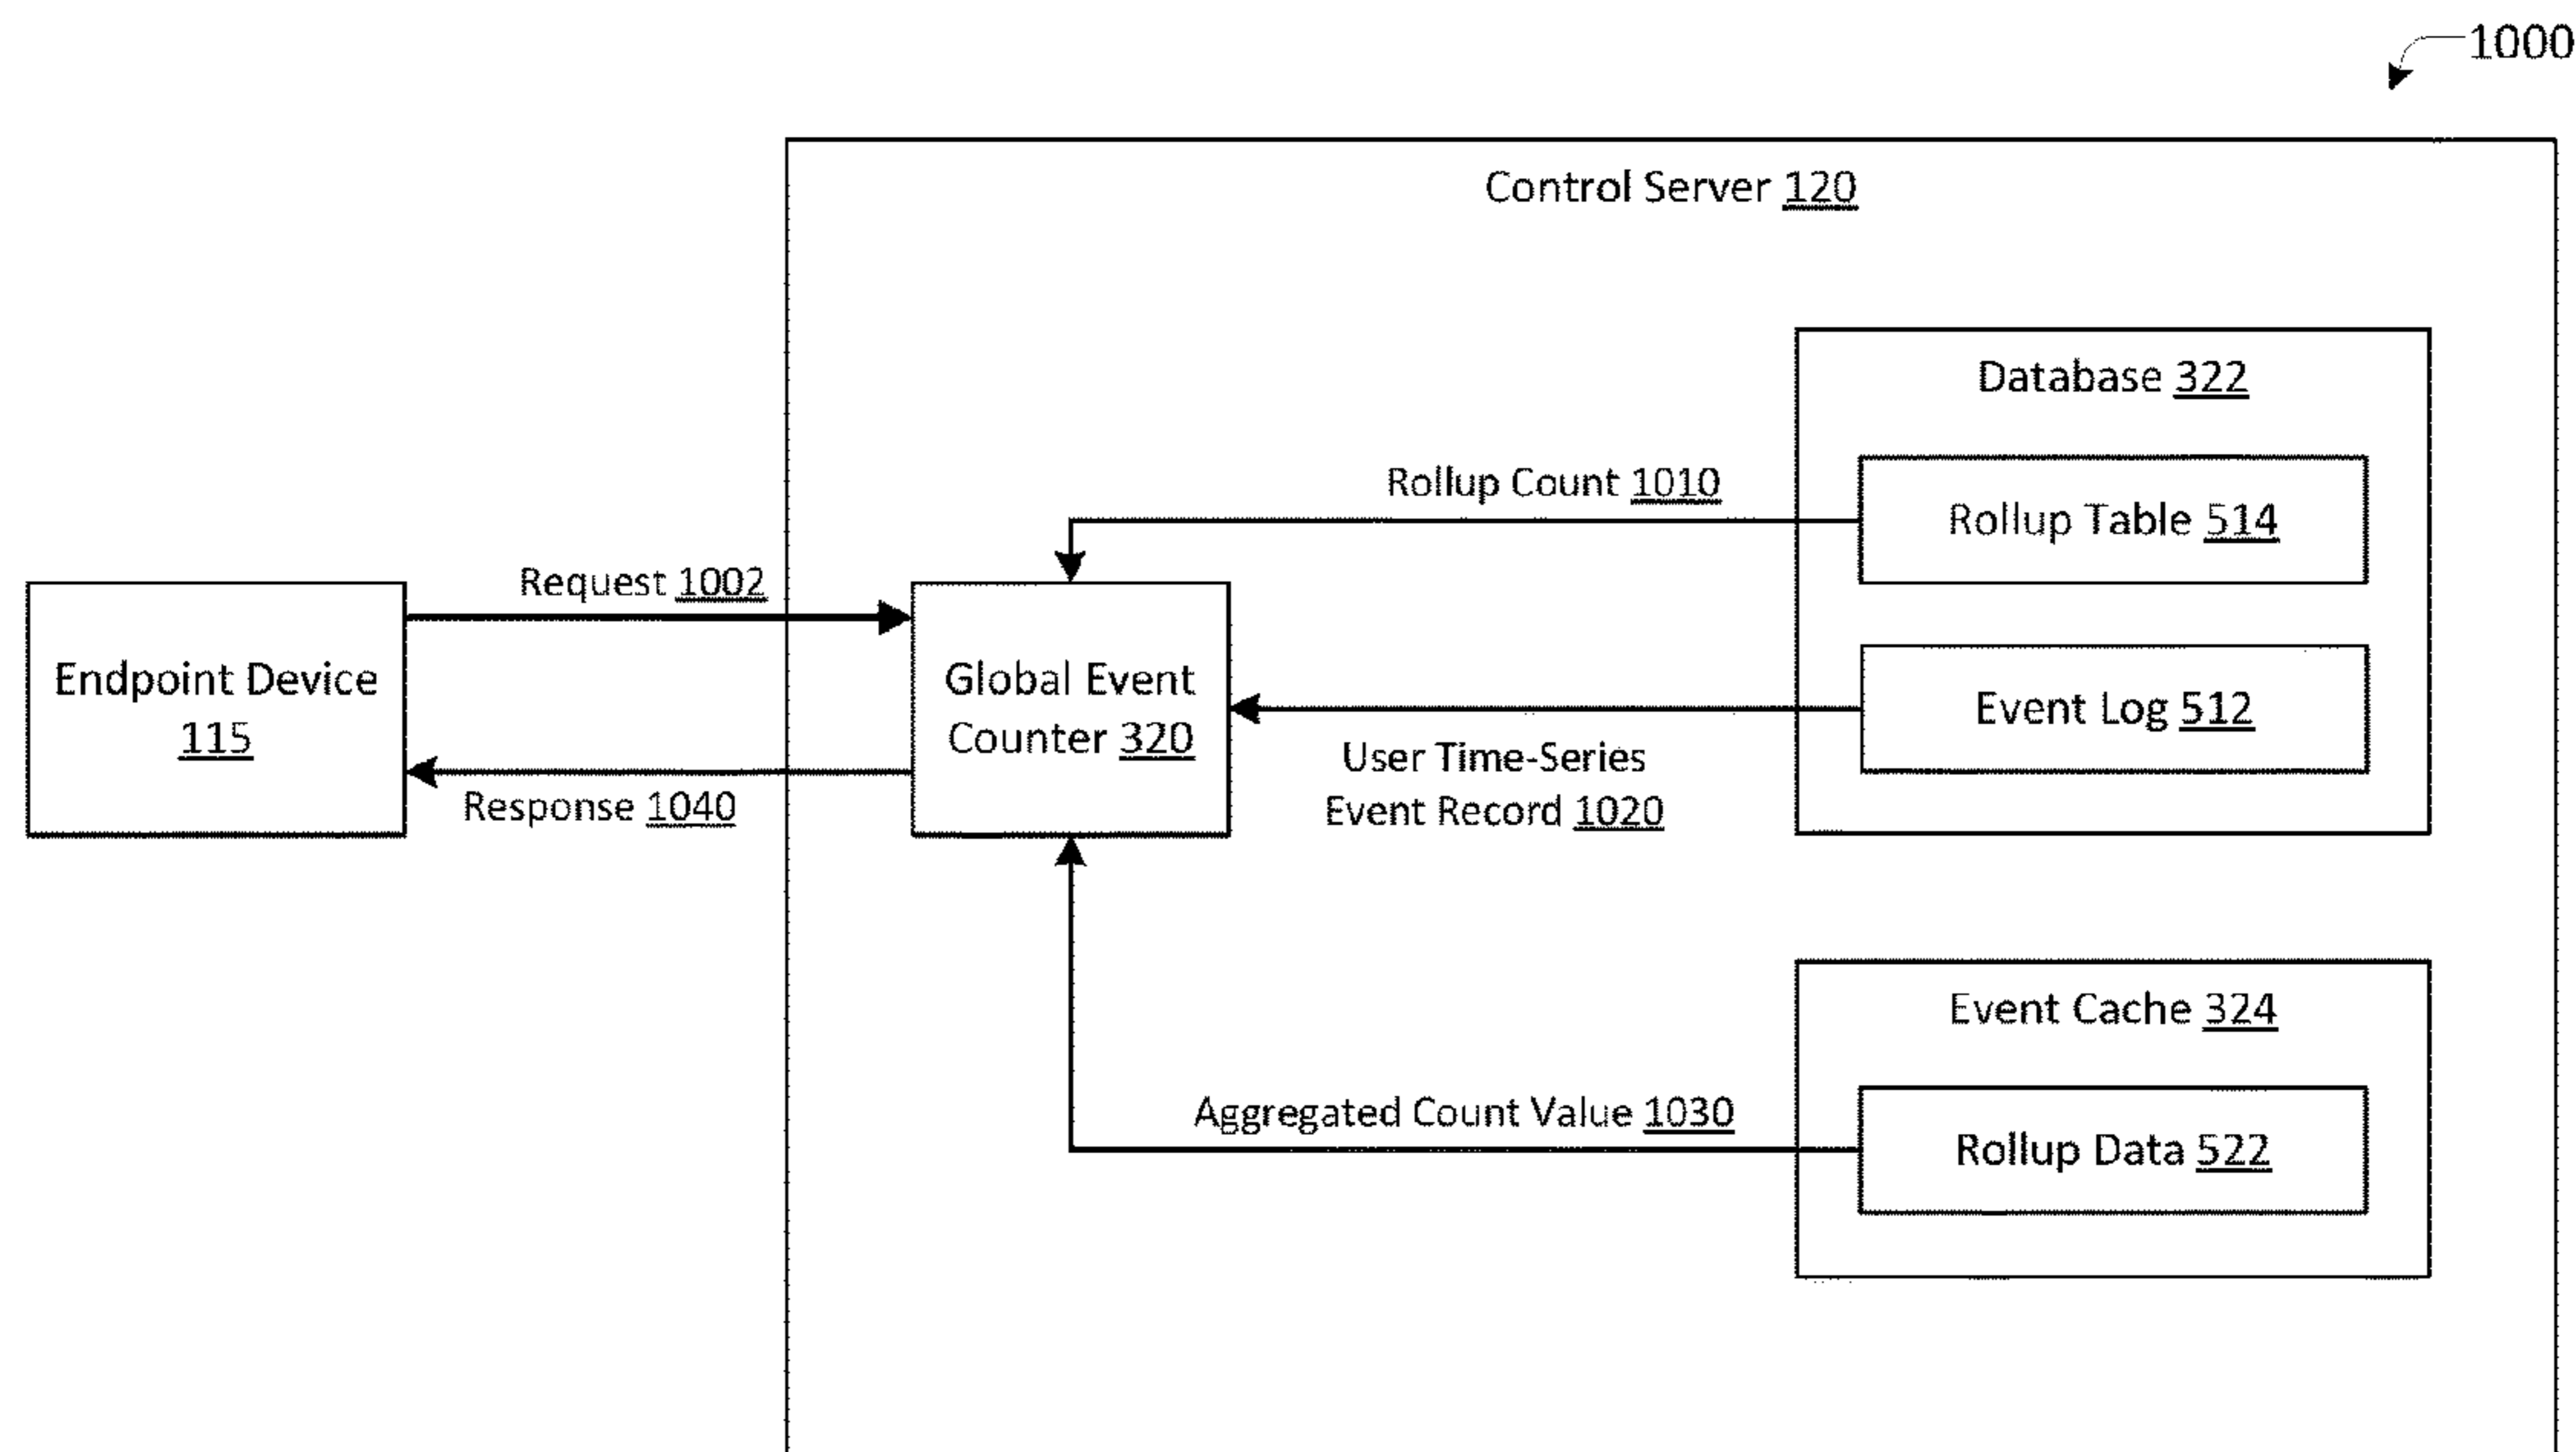 1000
Control Server 120
Database 322
Rollup Count 1010
Rollup Table 514
Request 1002
Endpoint Device
115
Global Event
Counter 320
Event Log 512
User Time-Series
Event Record 1020
Response 1040
Event Cache 324
Aggregated Count Value 1030
Rollup Data 522